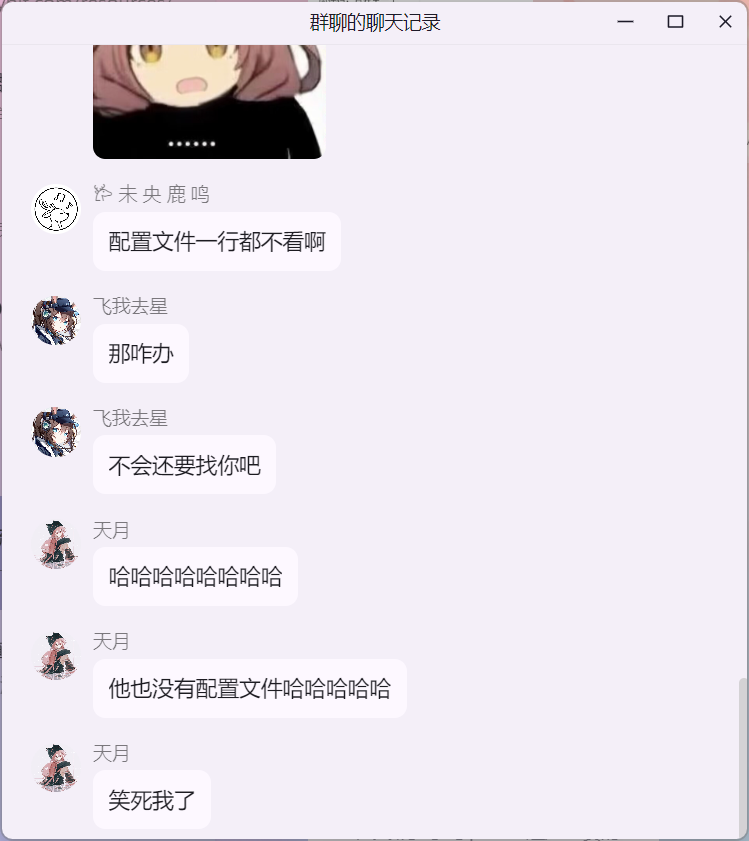 群聊的聊天记录
······
未央鹿鸣
配置文件一行都不看啊
飞我去星
那咋办
飞我去星
不会还要找你吧
天月
哈哈哈哈哈哈哈哈
天月
他也没有配置文件哈哈哈哈哈
天月
笑死我了